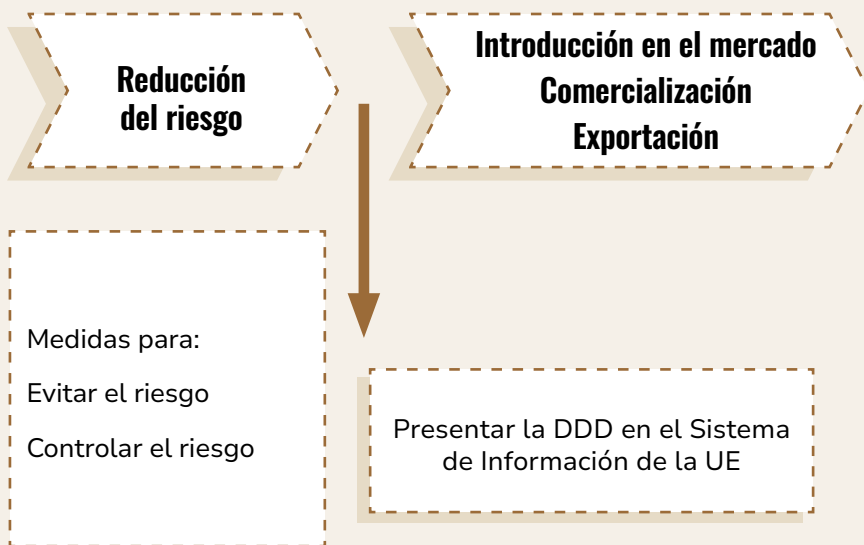 Reducción
del riesgo
Introducción en el mercado
Comercialización
Exportación
Medidas para:
Evitar el riesgo
Controlar el riesgo
Presentar la DDD en el Sistema
de Información de la UE